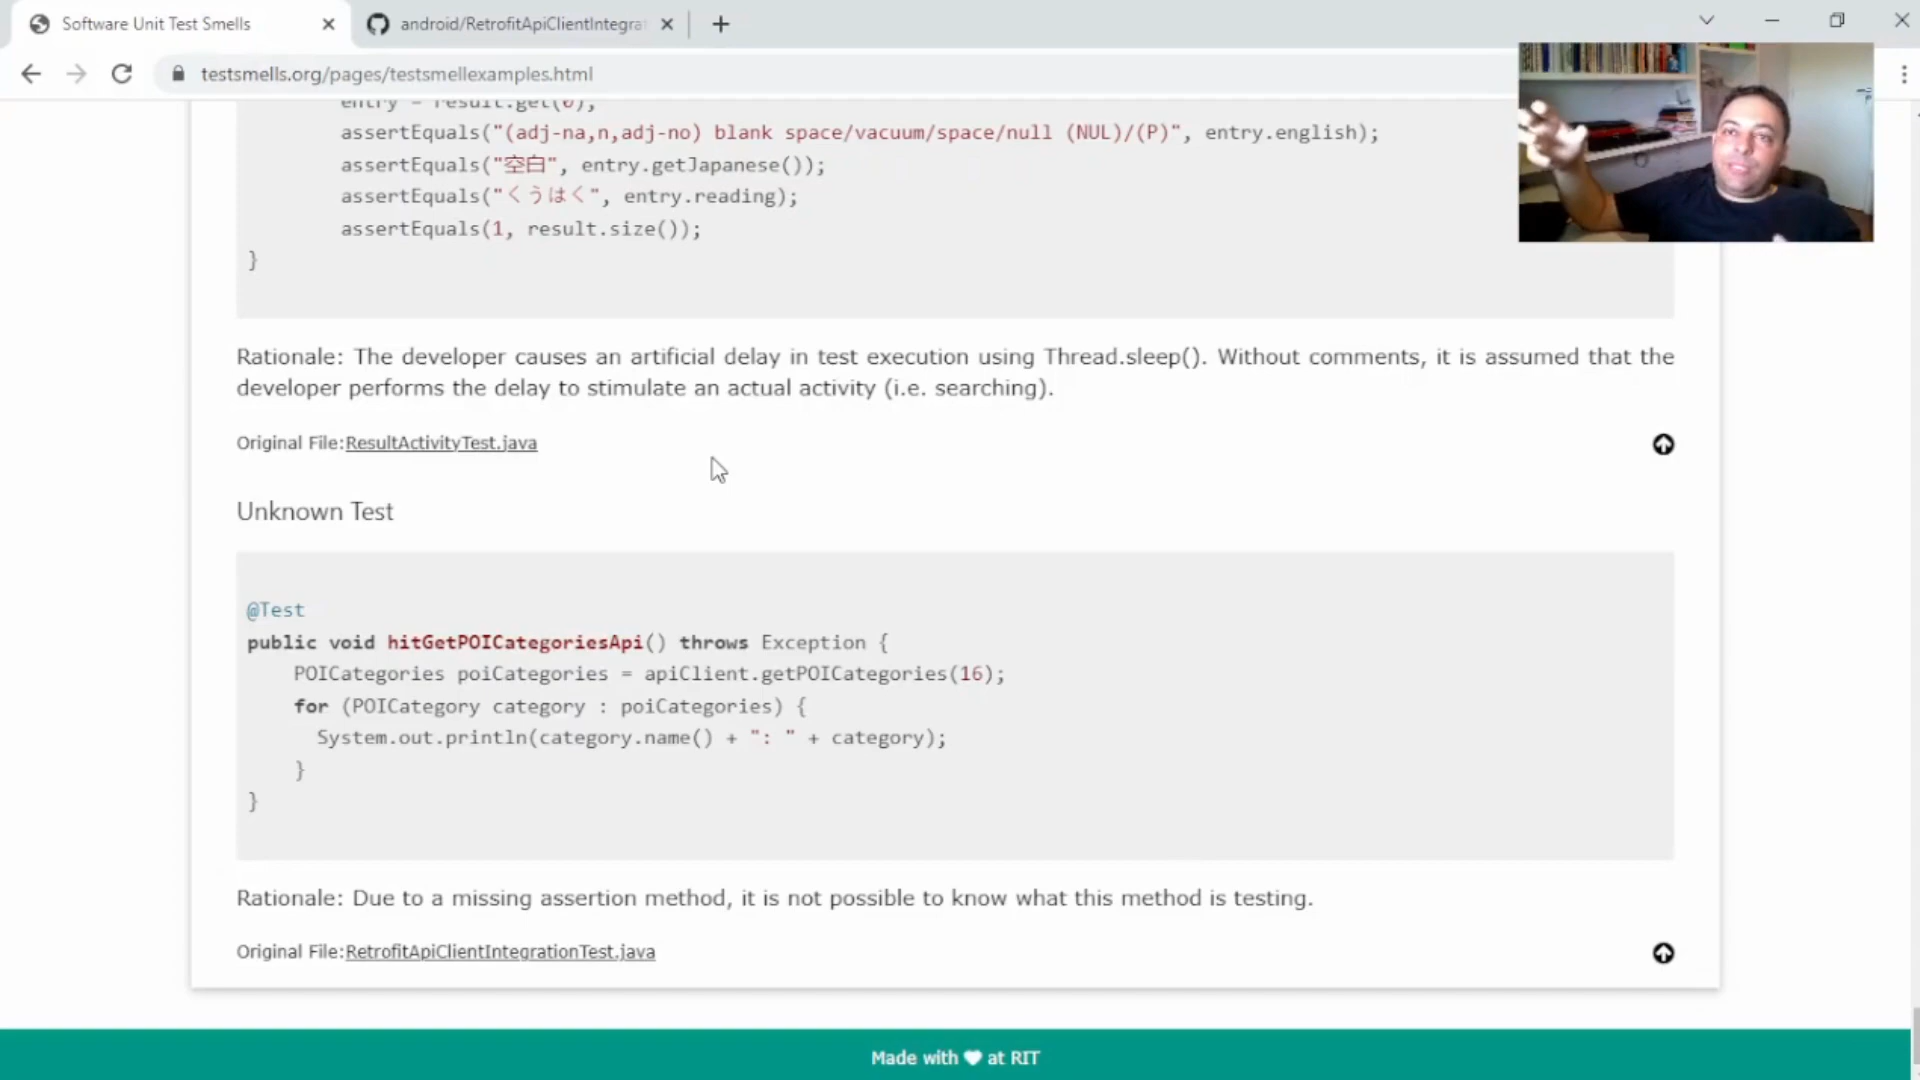 Software Unit Test Smells
android/RetrofitApiClientIntegra
testsmells.org/pages/testsmellexamples.html
entry = result.get(0),
assertEquals("(adj-na,n,adj-no) blank space/vacuum/space/null (NUL)/(P)", entry.english);
assertEquals("空白", entry.getJapanese());
assertEquals("くうはく", entry.reading);
assertEquals(1, result.size());
}
Rationale: The developer causes an artificial delay in test execution using Thread.sleep(). Without comments, it is assumed that the
developer performs the delay to stimulate an actual activity (i.e. searching).
Original File:ResultActivityTest.java
Unknown Test
@Test
public void hitGetPOICategoriesApi() throws Exception {
POICategories poiCategories = apiClient.getPOICategories(16);
for (POICategory category : poiCategories) {
System.out.println(category.name() + ": " + category);
}
}
Rationale: Due to a missing assertion method, it is not possible to know what this method is testing.
Original File:RetrofitApiClientIntegrationTest.java
Made with ♥ at RIT